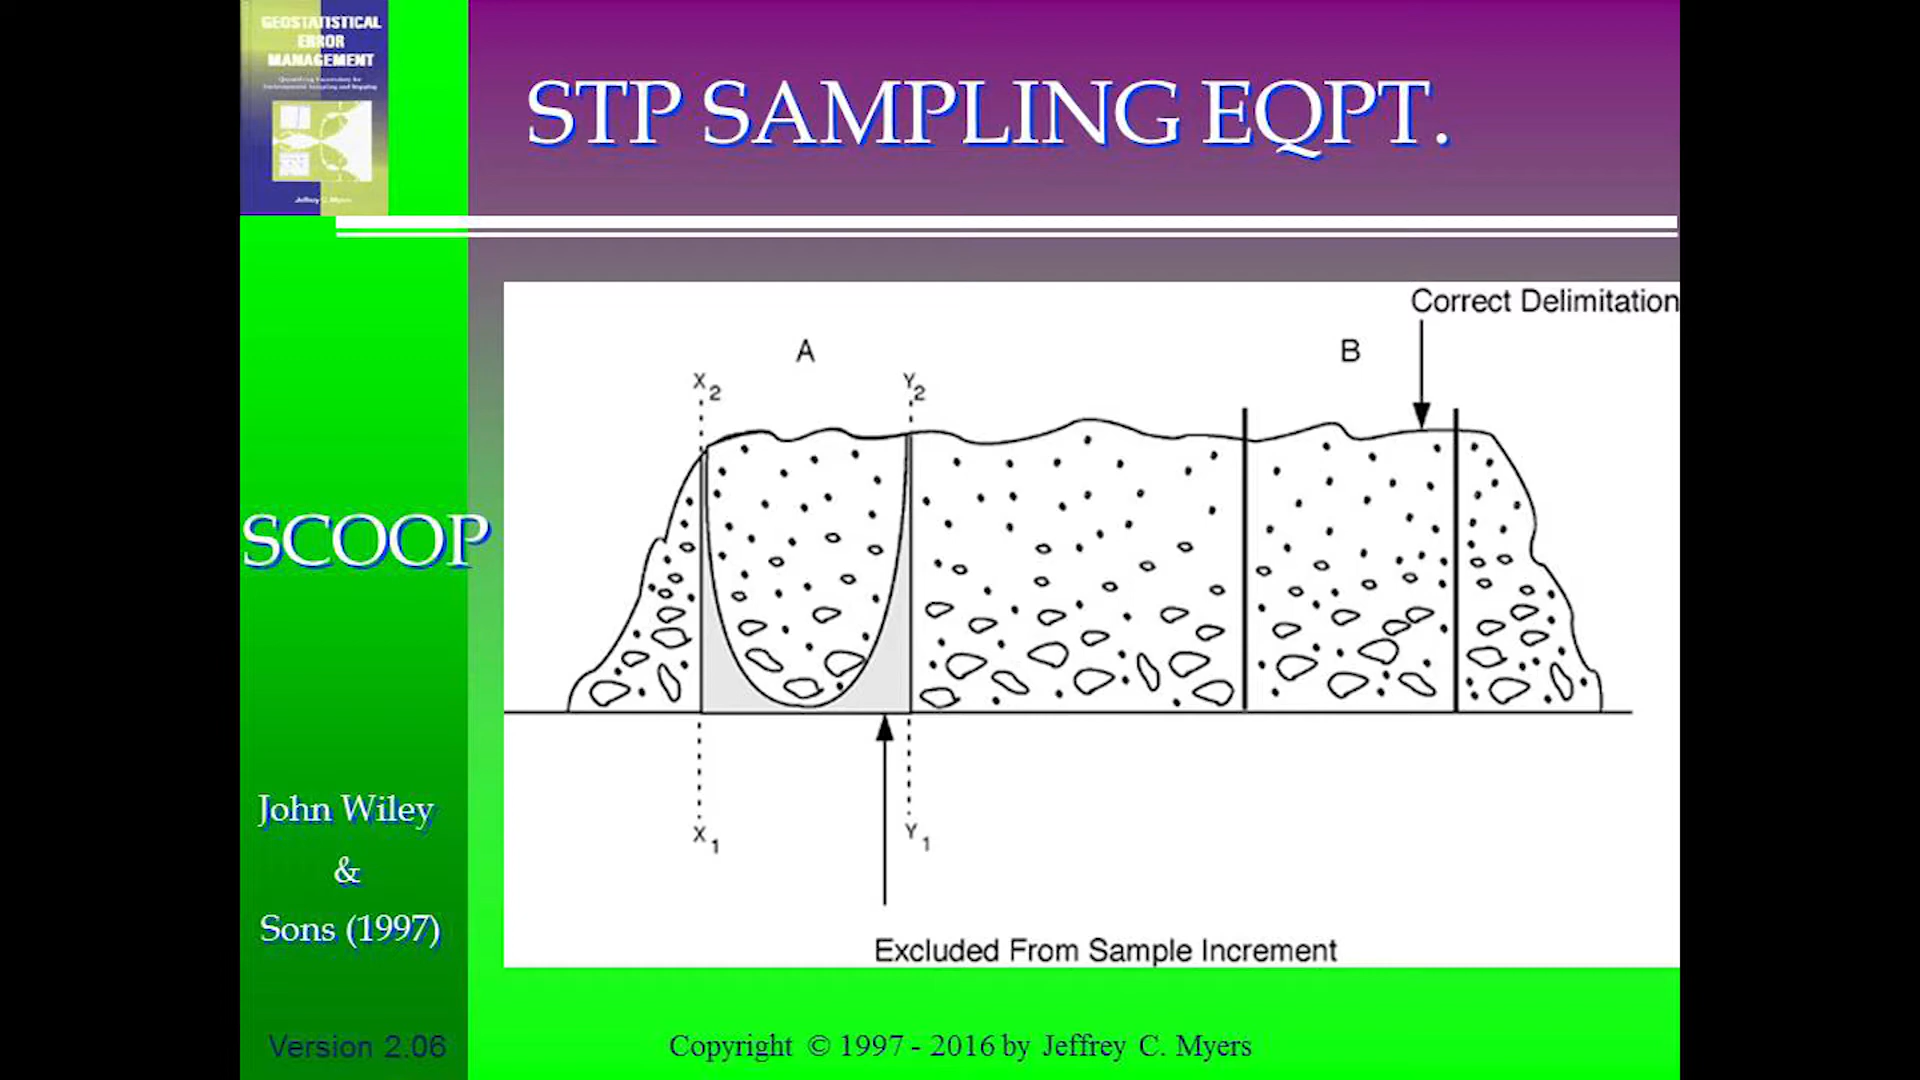 GEOSTATISTICAL
ERROR
MANAGEMENT
Jeffrey C. Myers
STP SAMPLING EQPT.
SCOOP
John Wiley
&
Sons (1997)
Version 2.06
Correct Delimitation
A
B
X2
Y2
X1
Y1
Excluded From Sample Increment
Copyright © 1997 - 2016 by Jeffrey C. Myers